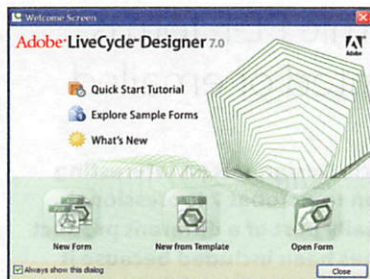 Welcome Screen
Adobe® LiveCycle® Designer 7.0
Adobe
Quick Start Tutorial
Explore Sample Forms
What's New
New Form
New from Template
Open Form
Always show this dialog
Close